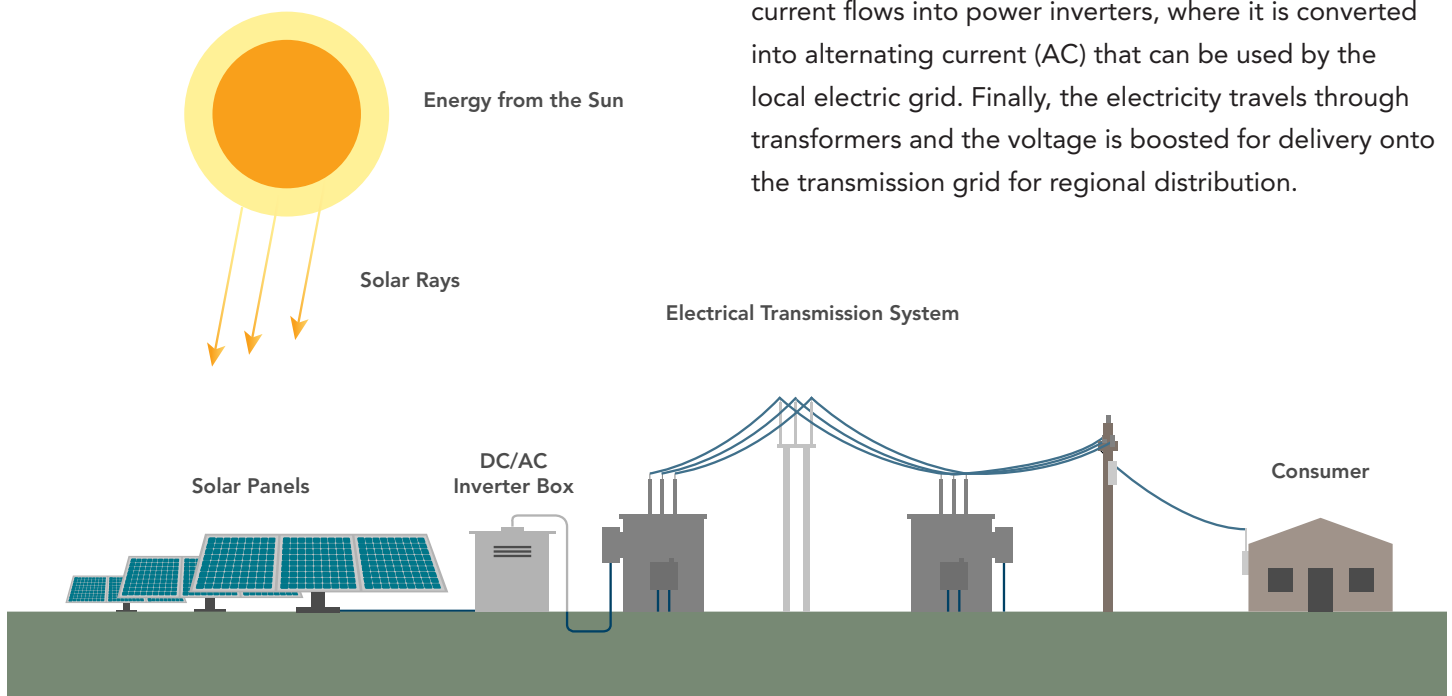 current flows into power inverters, where it is converted
into alternating current (AC) that can be used by the
local electric grid. Finally, the electricity travels through
transformers and the voltage is boosted for delivery onto
the transmission grid for regional distribution.
Energy from the Sun
Solar Rays
Electrical Transmission System
Solar Panels
DC/AC
Inverter Box
Consumer